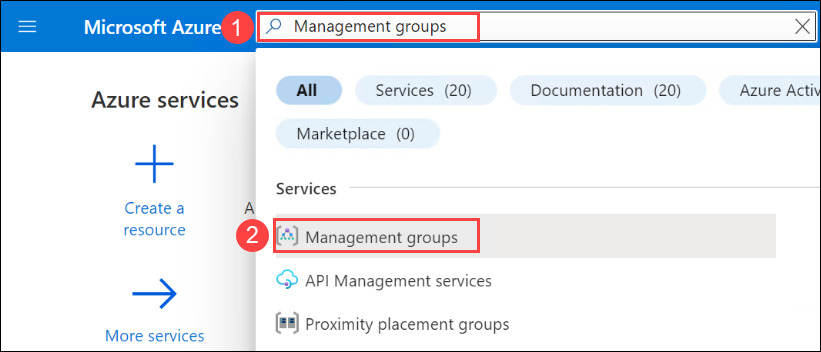 Microsoft Azure 1 Management groups
All Services (20) Documentation (20) Azure Activ
Marketplace (0)
Azure services
Services
Create a resource
A
2 Management groups
API Management services
More services
Proximity placement groups